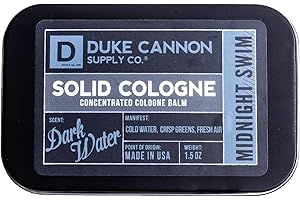 D
DUKE CANNON
SUPPLY CO.®
SOLID COLOGNE
CONCENTRATED COLOGNE BALM
SCENT:
Dark
Water
MANIFEST:
COLD WATER, CRISP GREENS, FRESH AIR
POINT OF ORIGIN:
MADE IN USA
WEIGHT:
1.5 OZ
MIDNIGHT SWIM